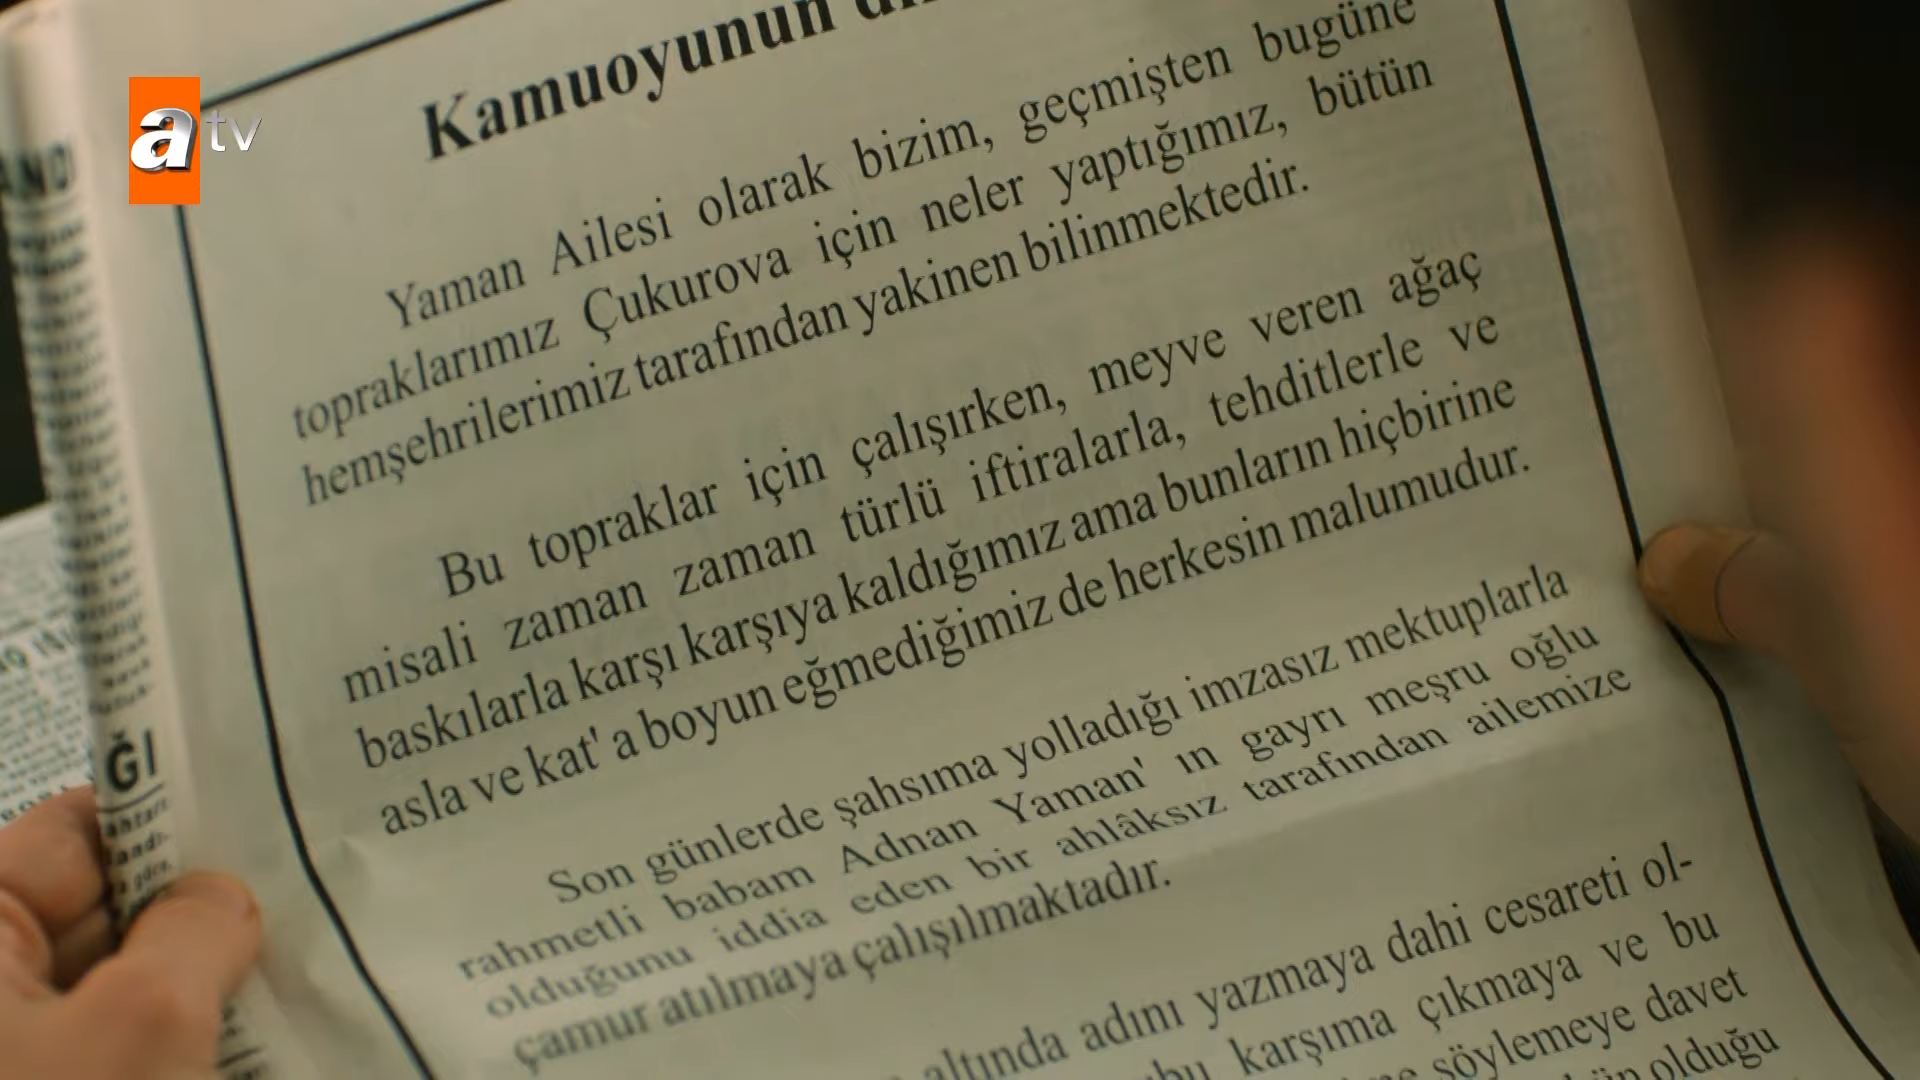 atv
Kamuoyunun
Yaman Ailesi olarak bizim, geçmişten bugüne
topraklarımız Çukurova için neler yaptığımız, bütün
hemşehrilerimiz tarafından yakinen bilinmektedir.
Bu topraklar için çalışırken, meyve veren ağaç
misali zaman zaman türlü iftiralarla, tehditlerle ve
baskılarla karşı karşıya kaldığımız ama bunların hiçbirine
asla ve kat' a boyun eğmediğimiz de herkesin malumudur.
Son günlerde şahsıma yolladığı imzasız mektuplarla
rahmetli babam Adnan Yaman' ın gayrı meşru oğlu
olduğunu iddia eden bir ahlâksız tarafından ailemize
çamur atılmaya çalışılmaktadır.
altında adını yazmaya dahi cesareti ol-
karşıma çıkmaya ve bu
söylemeye davet
olduğu
ĞI